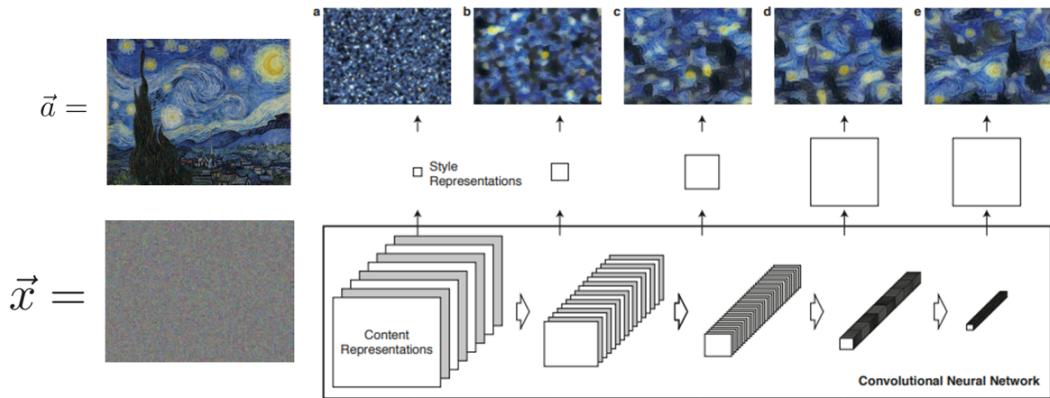 a b c d e
a⃗ =
Style
Representations
x⃗ =
Content
Representations
Convolutional Neural Network